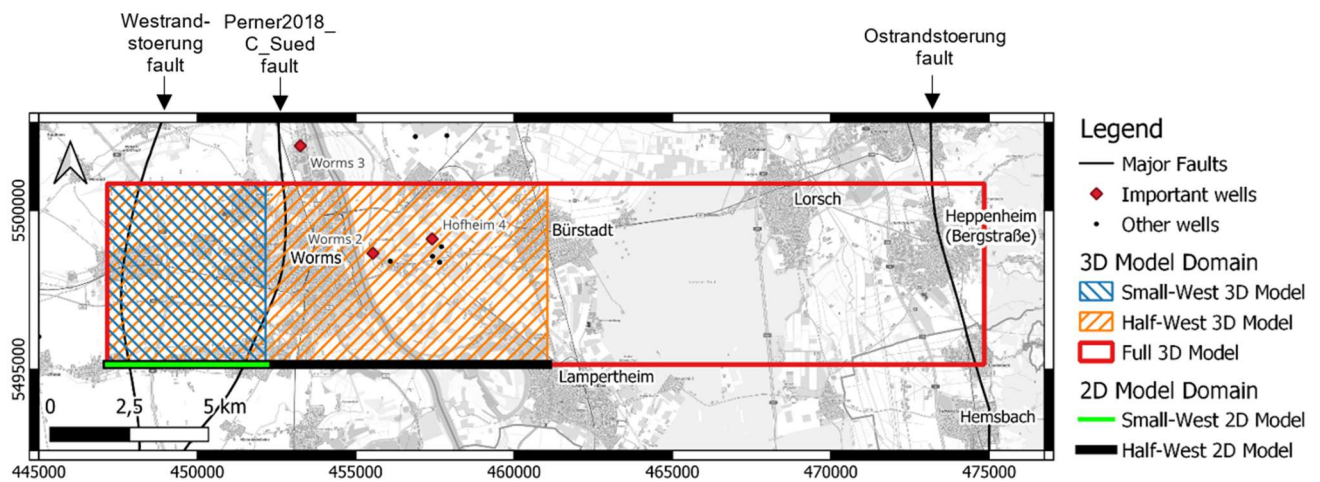 Westrand-
stoerung
fault
Perner2018_
C_Sued
fault
Ostrandstoerung
fault
Worms 3
Lorsch
Hofheim 4
Heppenheim
(Bergstraße)
Bürstadt
Worms 2
Worms
Lampertheim
Hemsbach
5500000
5495000
0 2,5 5 km
445000 450000 455000 460000 465000 470000 475000
Legend
Major Faults
Important wells
Other wells
3D Model Domain
Small-West 3D Model
Half-West 3D Model
Full 3D Model
2D Model Domain
Small-West 2D Model
Half-West 2D Model